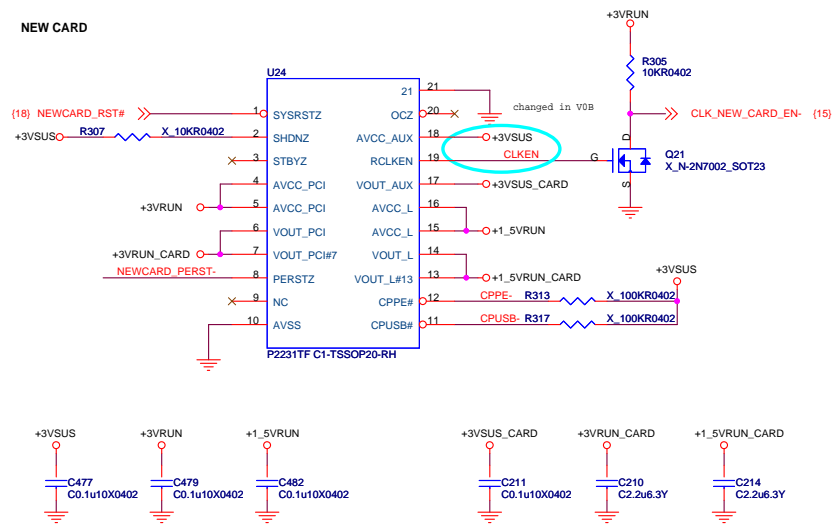 NEW CARD
+3VRUN
R305
10KR0402
U24
21 21
changed in V0B
{18} NEWCARD_RST# 1 SYSRSTZ OCZ 20
CLK_NEW_CARD_EN- {15}
+3VSUS R307 X_10KR0402 2 SHDNZ AVCC_AUX 18 +3VSUS
3 STBYZ RCLKEN 19 CLKEN G D S
Q21
X_N-2N7002_SOT23
4 AVCC_PCI VOUT_AUX 17 +3VSUS_CARD
+3VRUN 5 AVCC_PCI AVCC_L 16
6 VOUT_PCI AVCC_L 15 +1_5VRUN
+3VRUN_CARD 7 VOUT_PCI#7 VOUT_L 14
NEWCARD_PERST- 8 PERSTZ VOUT_L#13 13 +1_5VRUN_CARD
+3VSUS
9 NC CPPE# 12 CPPE- R313 X_100KR0402
10 AVSS CPUSB# 11 CPUSB- R317 X_100KR0402
P2231TF C1-TSSOP20-RH
+3VSUS +3VRUN +1_5VRUN +3VSUS_CARD +3VRUN_CARD +1_5VRUN_CARD
C477 C479 C482 C211 C210 C214
C0.1u10X0402 C0.1u10X0402 C0.1u10X0402 C0.1u10X0402 C2.2u6.3Y C2.2u6.3Y